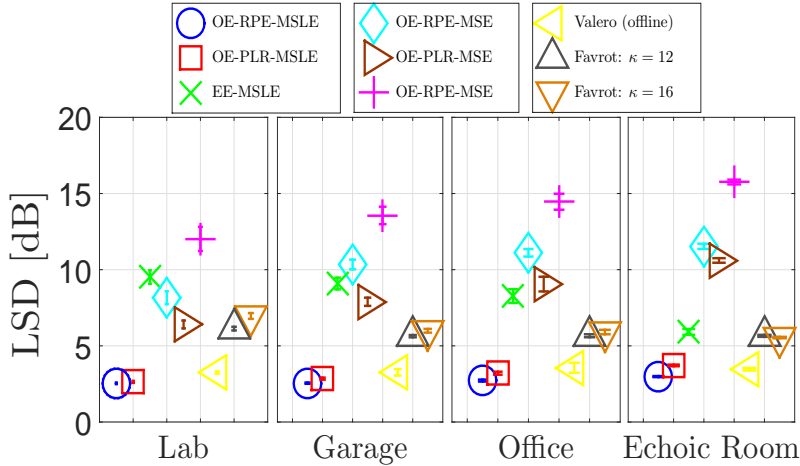 OE-RPE-MSLE
OE-PLR-MSLE
EE-MSLE
OE-RPE-MSE
OE-PLR-MSE
OE-RPE-MSE
Valero (offline)
Favrot: κ = 12
Favrot: κ = 16
LSD [dB]
20
15
10
5
0
Lab
Garage
Office
Echoic Room